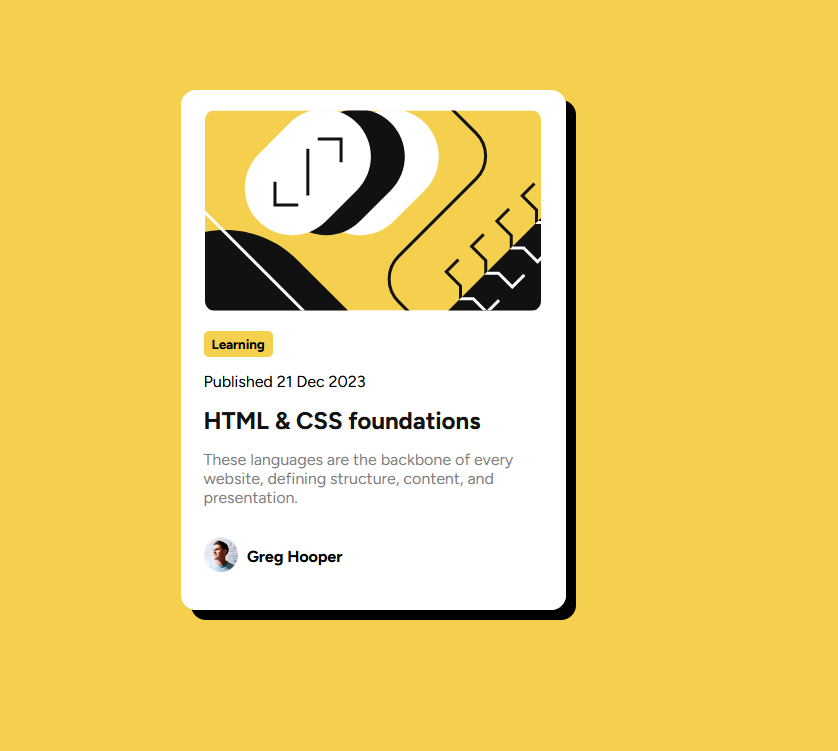 Learning
Published 21 Dec 2023
HTML & CSS foundations
These languages are the backbone of every
website, defining structure, content, and
presentation.
Greg Hooper